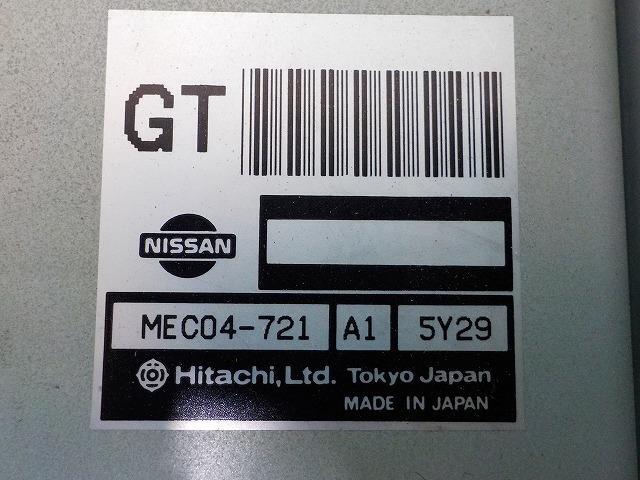 GT
NISSAN
MEC04-721 A1 5Y29
Hitachi, Ltd. Tokyo Japan
MADE IN JAPAN